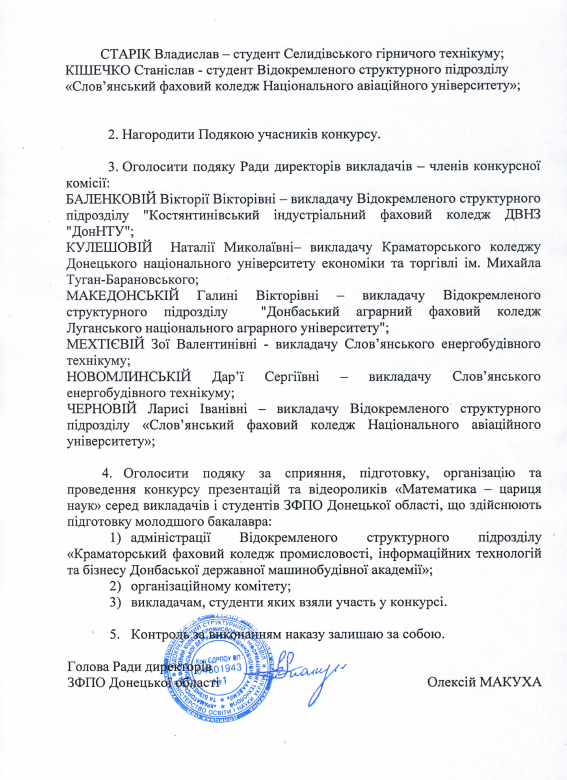 СТАРІК Владислав – студент Селидівського гірничого технікуму;
КІШЕЧКО Станіслав - студент Відокремленого структурного підрозділу
«Слов’янський фаховий коледж Національного авіаційного університету»;
2. Нагородити Подякою учасників конкурсу.
3. Оголосити подяку Ради директорів викладачів – членів конкурсної
комісії:
БАЛЕНКОВІЙ Вікторії Вікторівні – викладачу Відокремленого структурного
підрозділу "Костянтинівський індустріальний фаховий коледж ДВНЗ
"ДонНТУ";
КУЛЕШОВІЙ Наталії Миколаївні– викладачу Краматорського коледжу
Донецького національного університету економіки та торгівлі ім. Михайла
Туган-Барановського;
МАКЕДОНСЬКІЙ Галині Вікторівні – викладачу Відокремленого
структурного підрозділу "Донбаський аграрний фаховий коледж
Луганського національного аграрного університету";
МЕХТІЄВІЙ Зої Валентинівні - викладачу Слов’янського енергобудівного
технікуму;
НОВОМЛИНСЬКІЙ Дар’ї Сергіївні – викладачу Слов’янського
енергобудівного технікуму;
ЧЕРНОВІЙ Ларисі Іванівні – викладачу Відокремленого структурного
підрозділу «Слов’янський фаховий коледж Національного авіаційного
університету»;
4. Оголосити подяку за сприяння, підготовку, організацію та
проведення конкурсу презентацій та відеороликів «Математика – цариця
наук» серед викладачів і студентів ЗФПО Донецької області, що здійснюють
підготовку молодшого бакалавра:
1) адміністрації Відокремленого структурного підрозділу
«Краматорський фаховий коледж промисловості, інформаційних технологій
та бізнесу Донбаської державної машинобудівної академії»;
2) організаційному комітету;
3) викладачам, студенти яких взяли участь у конкурсі.
5. Контроль за виконанням наказу залишаю за собою.
Голова Ради директорів
ЗФПО Донецької області Олексій МАКУХА
Код ЄДРПОУ ВП
№1